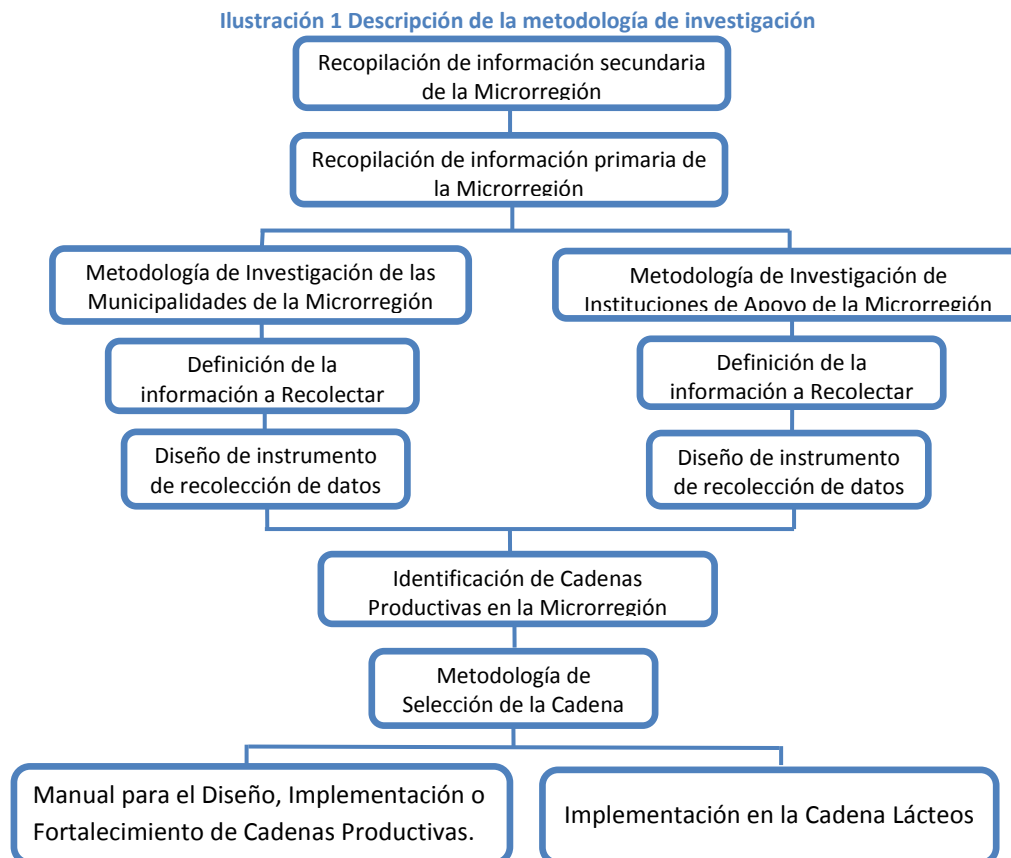 Ilustración 1 Descripción de la metodología de investigación
Recopilación de información secundaria
de la Microrregión
Recopilación de información primaria de
la Microrregión
Metodología de Investigación de las
Municipalidades de la Microrregión
Metodología de Investigación de
Instituciones de Apoyo de la Microrregión
Definición de la
información a Recolectar
Definición de la
información a Recolectar
Diseño de instrumento
de recolección de datos
Diseño de instrumento
de recolección de datos
Identificación de Cadenas
Productivas en la Microrregión
Metodología de
Selección de la Cadena
Manual para el Diseño, Implementación o
Fortalecimiento de Cadenas Productivas.
Implementación en la Cadena Lácteos